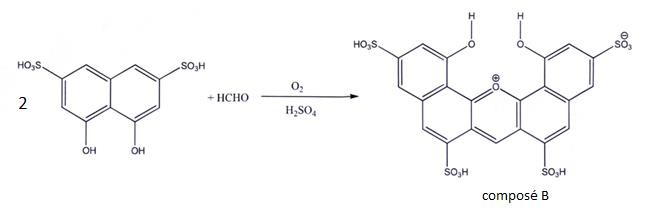 2
HO₃S
SO₃H
OH
OH
+ HCHO
O₂
H₂SO₄
H
H
O
O
HO₃S
SO₃
⊖
⊕
O
SO₃H
SO₃H
composé B